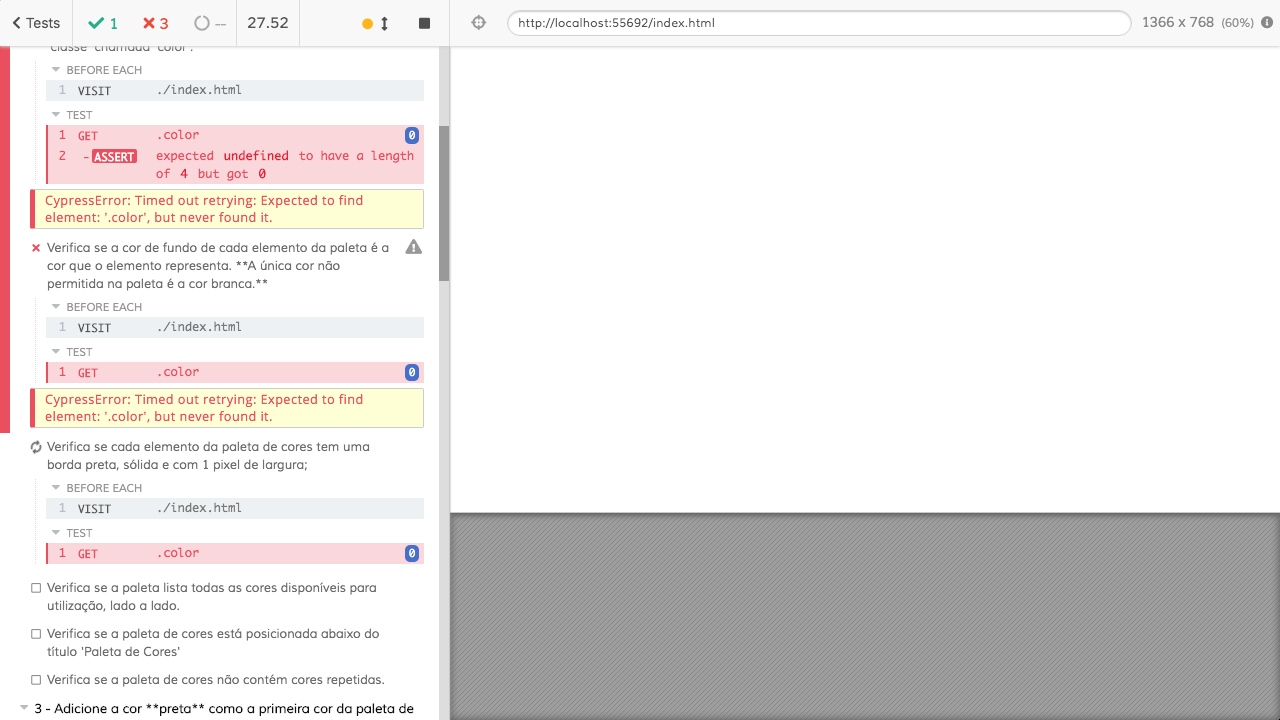 Tests
1
3
--
27.52
http://localhost:55692/index.html
1366 x 768 (60%)
classe 'chamada 'color'.
BEFORE EACH
1 VISIT ./index.html
TEST
1 GET .color 0
2 -ASSERT expected undefined to have a length
of 4 but got 0
CypressError: Timed out retrying: Expected to find
element: '.color', but never found it.
Verifica se a cor de fundo de cada elemento da paleta é a
cor que o elemento representa. **A única cor não
permitida na paleta é a cor branca.**
BEFORE EACH
1 VISIT ./index.html
TEST
1 GET .color 0
CypressError: Timed out retrying: Expected to find
element: '.color', but never found it.
Verifica se cada elemento da paleta de cores tem uma
borda preta, sólida e com 1 pixel de largura;
BEFORE EACH
1 VISIT ./index.html
TEST
1 GET .color 0
Verifica se a paleta lista todas as cores disponíveis para
utilização, lado a lado.
Verifica se a paleta de cores está posicionada abaixo do
título 'Paleta de Cores'
Verifica se a paleta de cores não contém cores repetidas.
3 - Adicione a cor **preta** como a primeira cor da paleta de